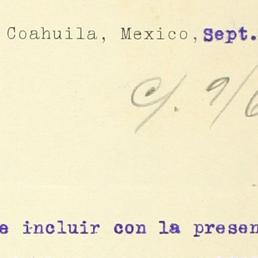 Coahuila, Mexico, Sept.
c/. 9/6
e incluir con la presen